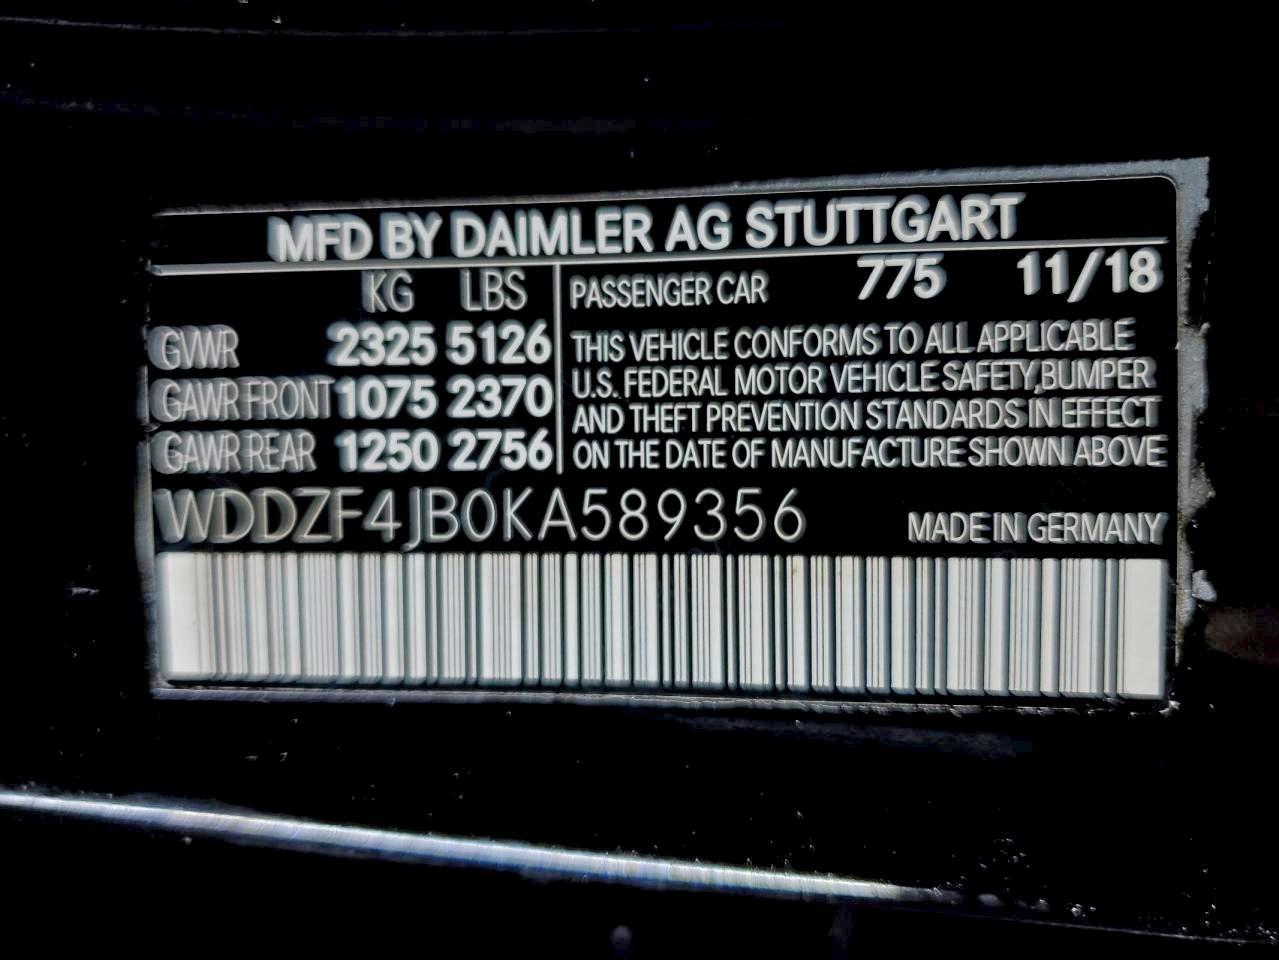 MFD BY DAIMLER AG STUTTGART
KG LBS
GVWR 2325 5126
GAWR FRONT 1075 2370
GAWR REAR 1250 2756
PASSENGER CAR 775 11/18
THIS VEHICLE CONFORMS TO ALL APPLICABLE
U.S. FEDERAL MOTOR VEHICLE SAFETY,BUMPER
AND THEFT PREVENTION STANDARDS IN EFFECT
ON THE DATE OF MANUFACTURE SHOWN ABOVE
WDDZF4JB0KA589356
MADE IN GERMANY